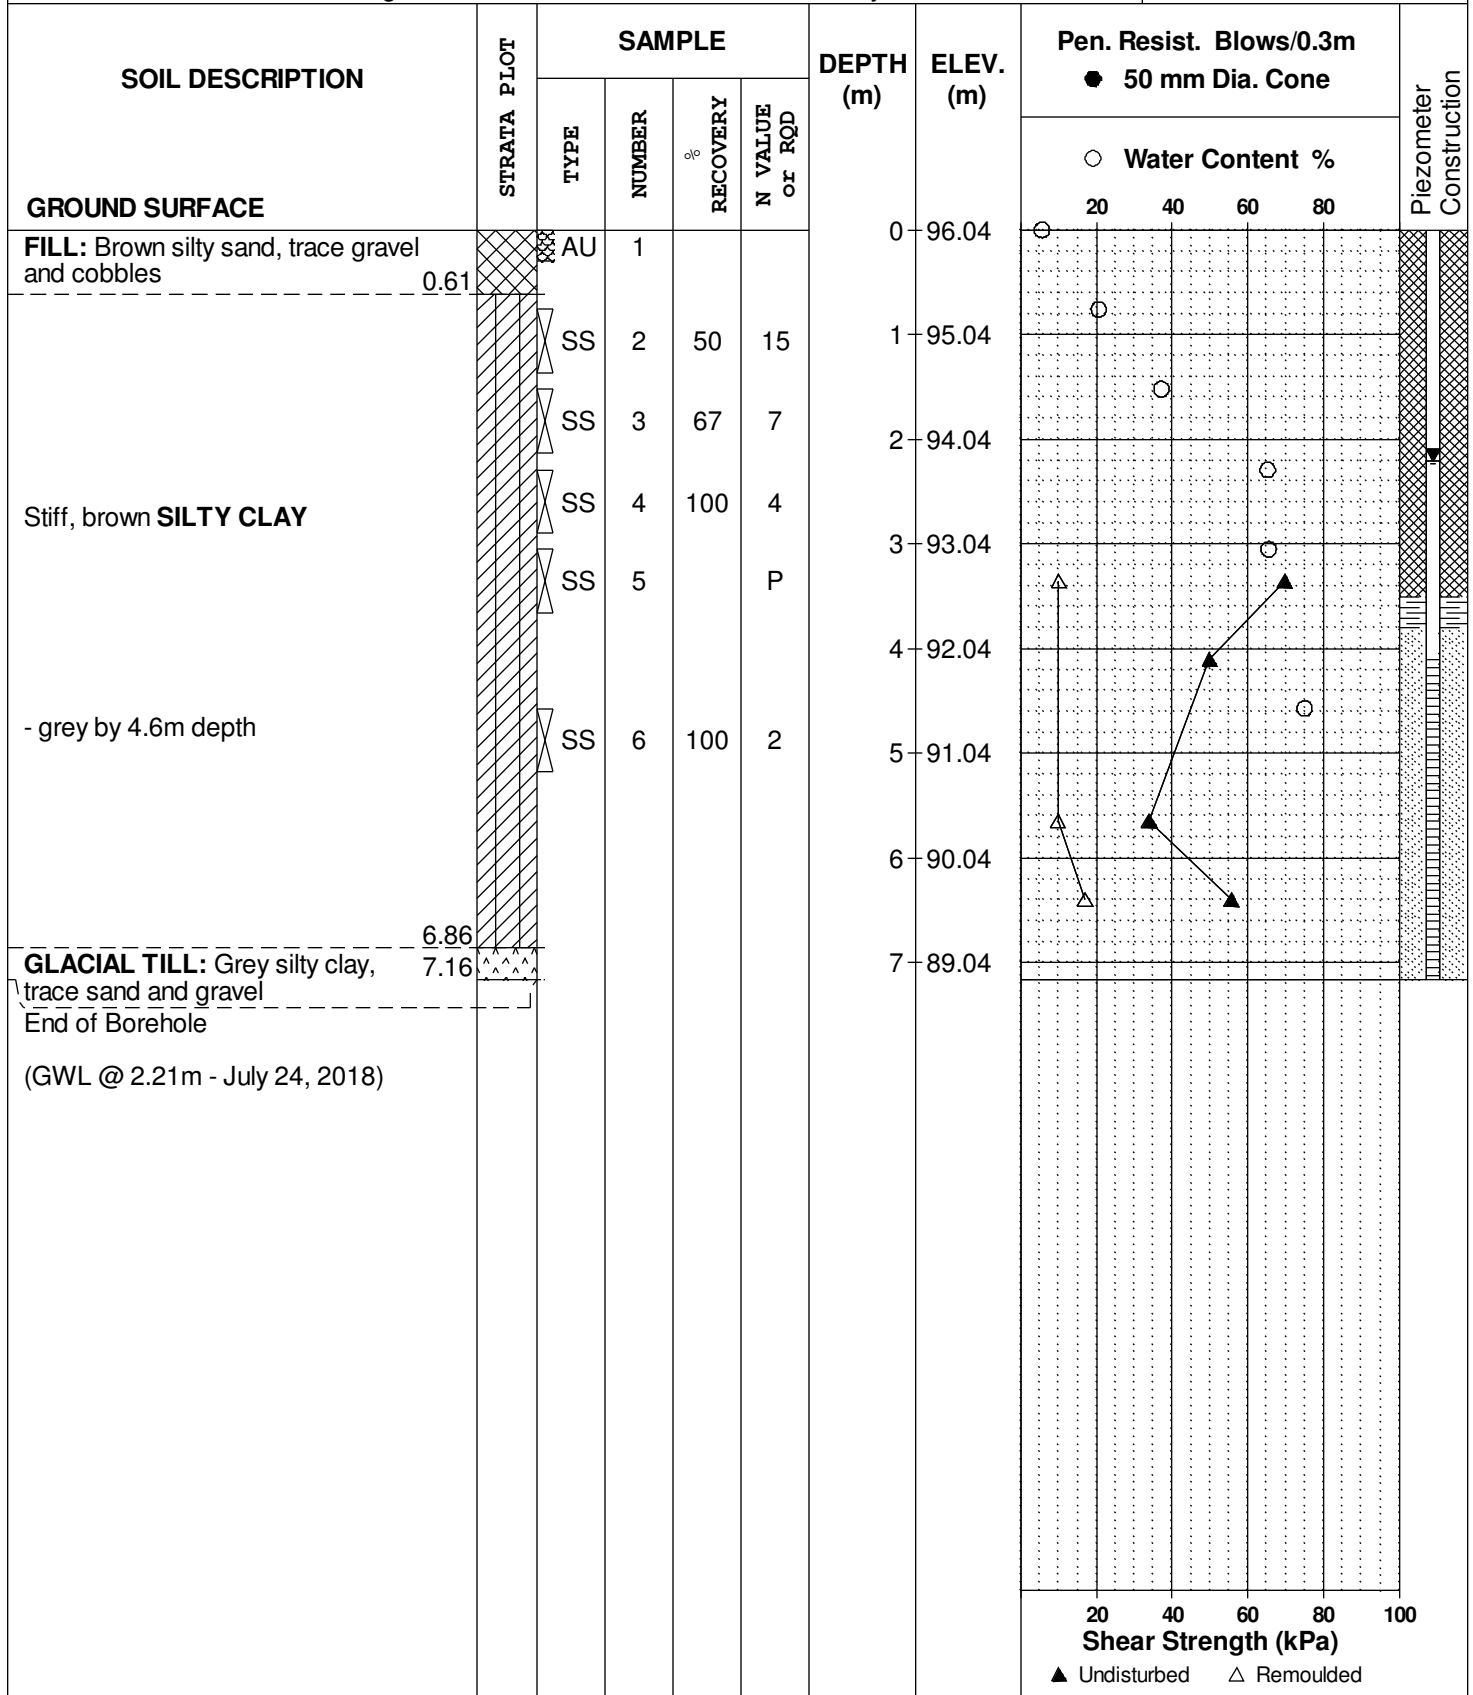 SOIL DESCRIPTION
GROUND SURFACE
STRATA PLOT
SAMPLE
TYPE
NUMBER
% RECOVERY
N VALUE or RQD
DEPTH (m)
ELEV. (m)
Pen. Resist. Blows/0.3m
● 50 mm Dia. Cone
○ Water Content %
20 40 60 80
Piezometer Construction
FILL: Brown silty sand, trace gravel
and cobbles 0.61
AU 1
0 96.04
SS 2 50 15
1 95.04
SS 3 67 7
2 94.04
Stiff, brown SILTY CLAY
SS 4 100 4
3 93.04
SS 5 P
4 92.04
- grey by 4.6m depth
SS 6 100 2
5 91.04
6 90.04
6.86
GLACIAL TILL: Grey silty clay, 7.16
trace sand and gravel
7 89.04
End of Borehole
(GWL @ 2.21m - July 24, 2018)
20 40 60 80 100
Shear Strength (kPa)
▲ Undisturbed △ Remoulded